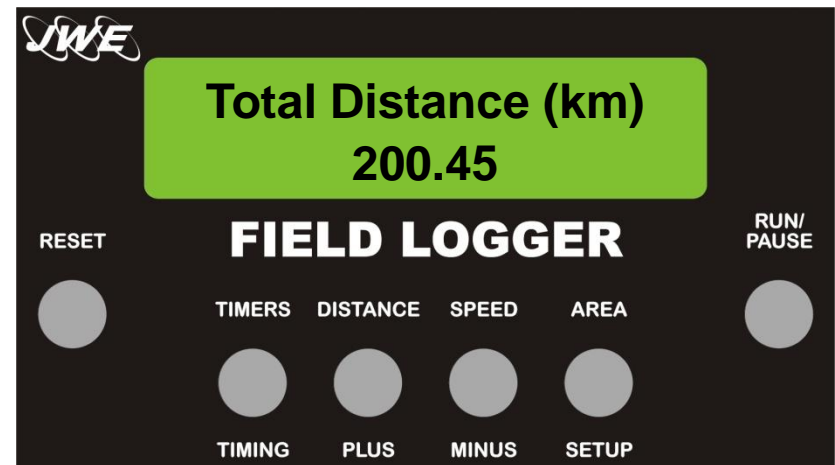 JWE
Total Distance (km)
200.45
FIELD LOGGER
RESET
RUN/
PAUSE
TIMERS DISTANCE SPEED AREA
TIMING PLUS MINUS SETUP